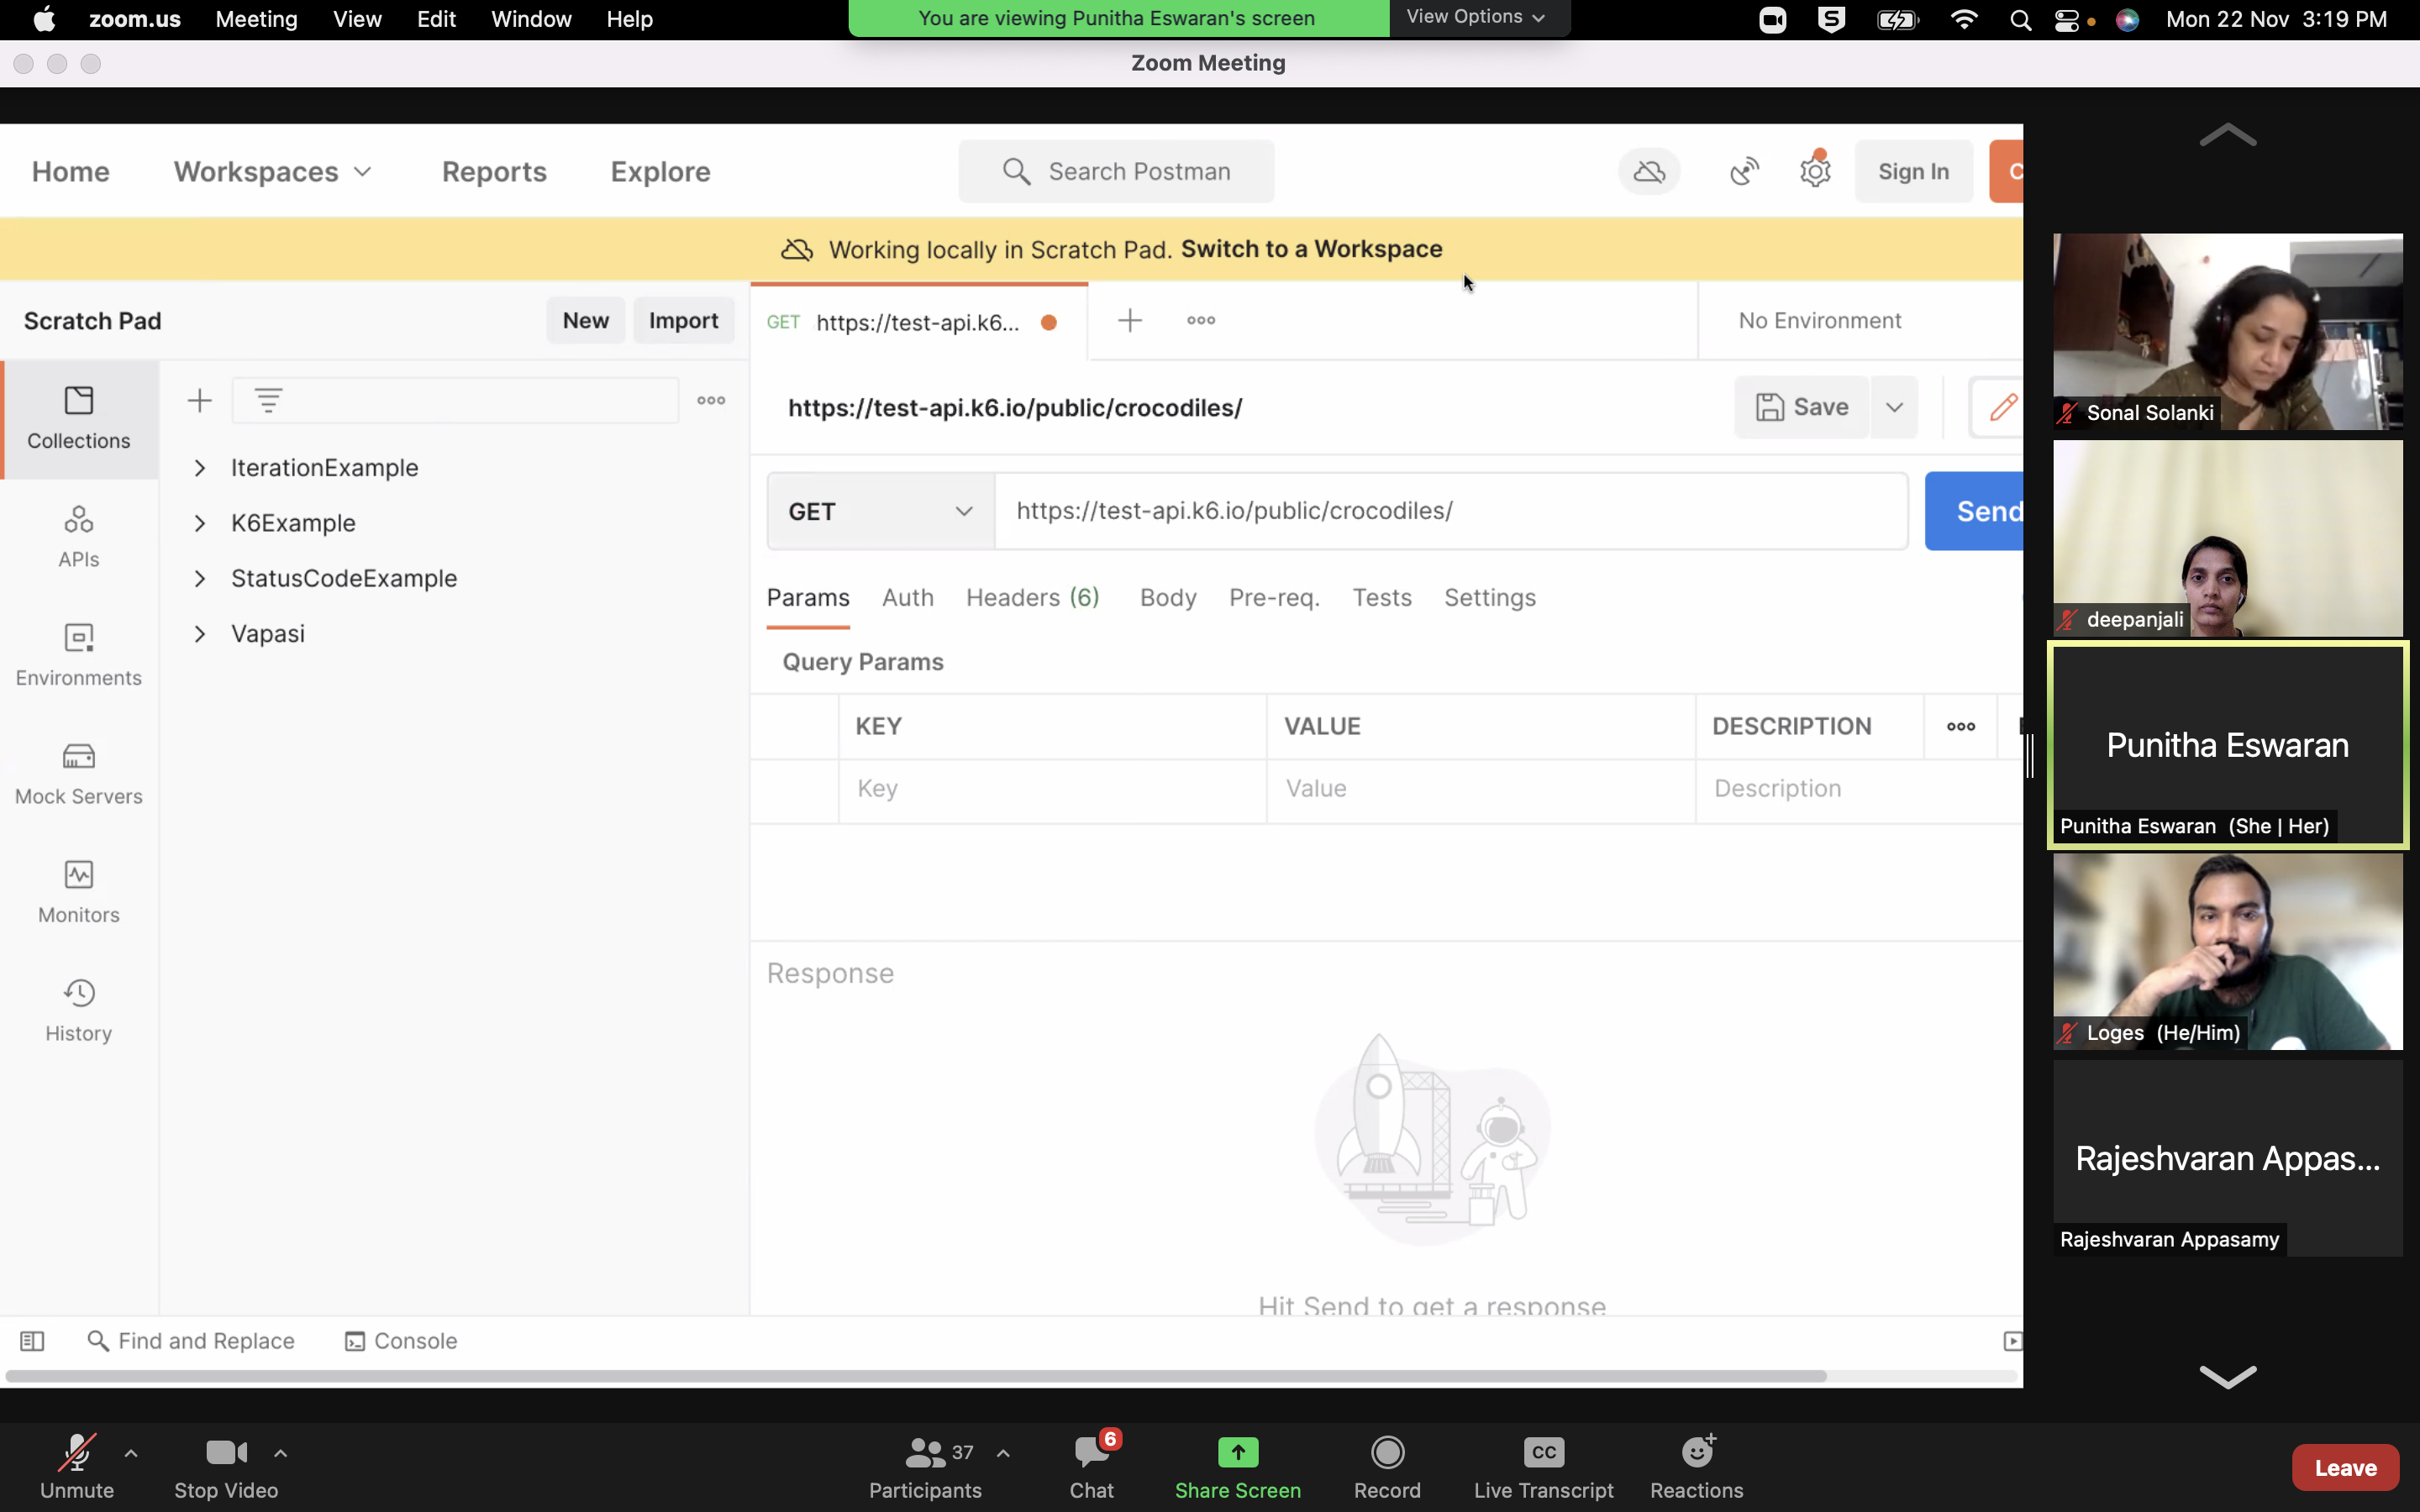 zoom.us Meeting View Edit Window Help
You are viewing Punitha Eswaran's screen View Options
Mon 22 Nov 3:19 PM
Zoom Meeting
Home Workspaces Reports Explore
Search Postman
Sign In
Working locally in Scratch Pad. Switch to a Workspace
Scratch Pad New Import
GET https://test-api.k6...
No Environment
Collections
APIs
Environments
Mock Servers
Monitors
History
IterationExample
K6Example
StatusCodeExample
Vapasi
https://test-api.k6.io/public/crocodiles/
Save
GET https://test-api.k6.io/public/crocodiles/
Send
Params Auth Headers (6) Body Pre-req. Tests Settings
Query Params
KEY VALUE DESCRIPTION
Key Value Description
Response
Hit Send to get a response
Find and Replace Console
Sonal Solanki
deepanjali
Punitha Eswaran
Punitha Eswaran (She | Her)
Loges (He/Him)
Rajeshvaran Appas...
Rajeshvaran Appasamy
Unmute
Stop Video
37
Participants
6
Chat
Share Screen
Record
CC
Live Transcript
Reactions
Leave